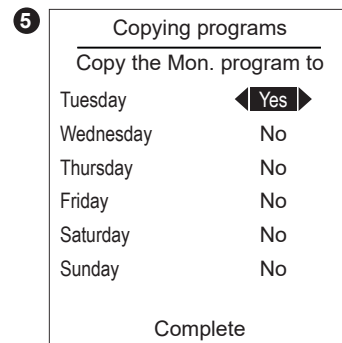 5
Copying programs
Copy the Mon. program to
Tuesday Yes
Wednesday No
Thursday No
Friday No
Saturday No
Sunday No
Complete